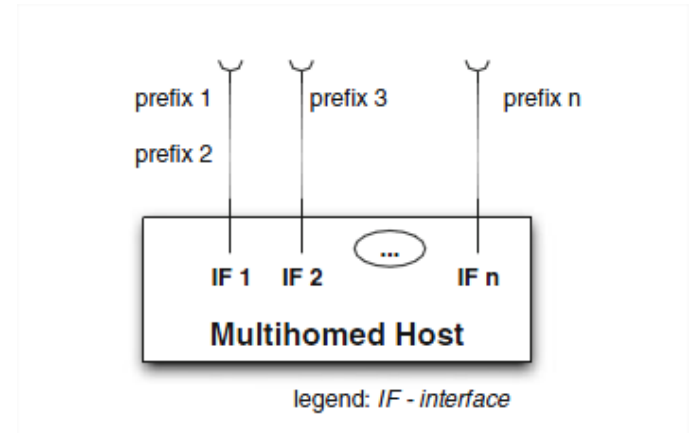 prefix 1
prefix 3
prefix n
prefix 2
...
IF 1
IF 2
IF n
Multihomed Host
legend: IF - interface